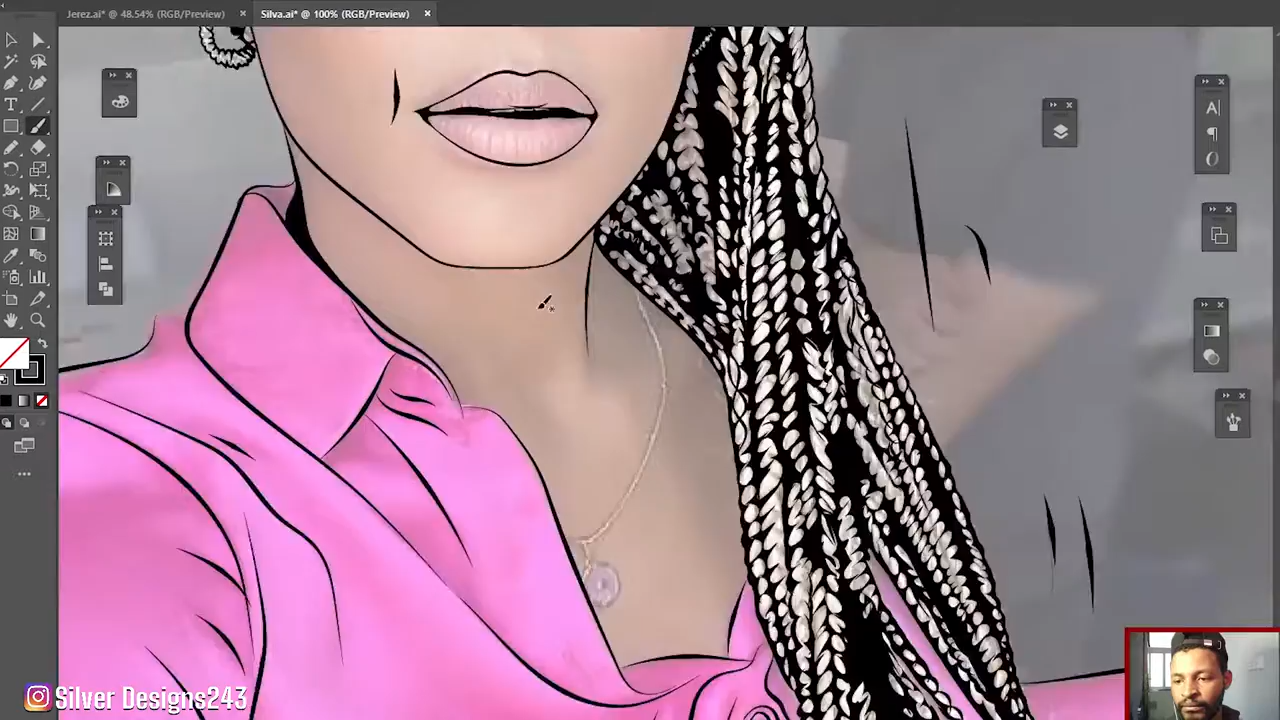 Jerez.ai* @ 48.54% (RGB/Preview)
Silva.ai* @ 100% (RGB/Preview)
Silver Designs243